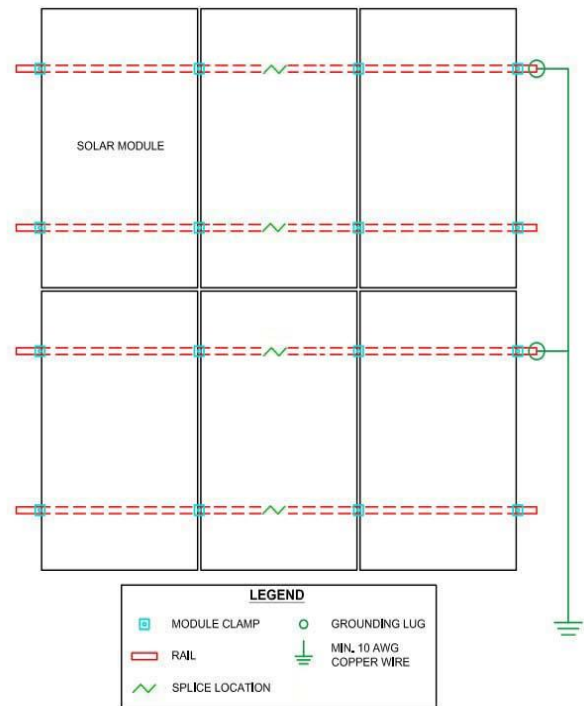 SOLAR MODULE
LEGEND
MODULE CLAMP
GROUNDING LUG
RAIL
MIN. 10 AWG
COPPER WIRE
SPLICE LOCATION